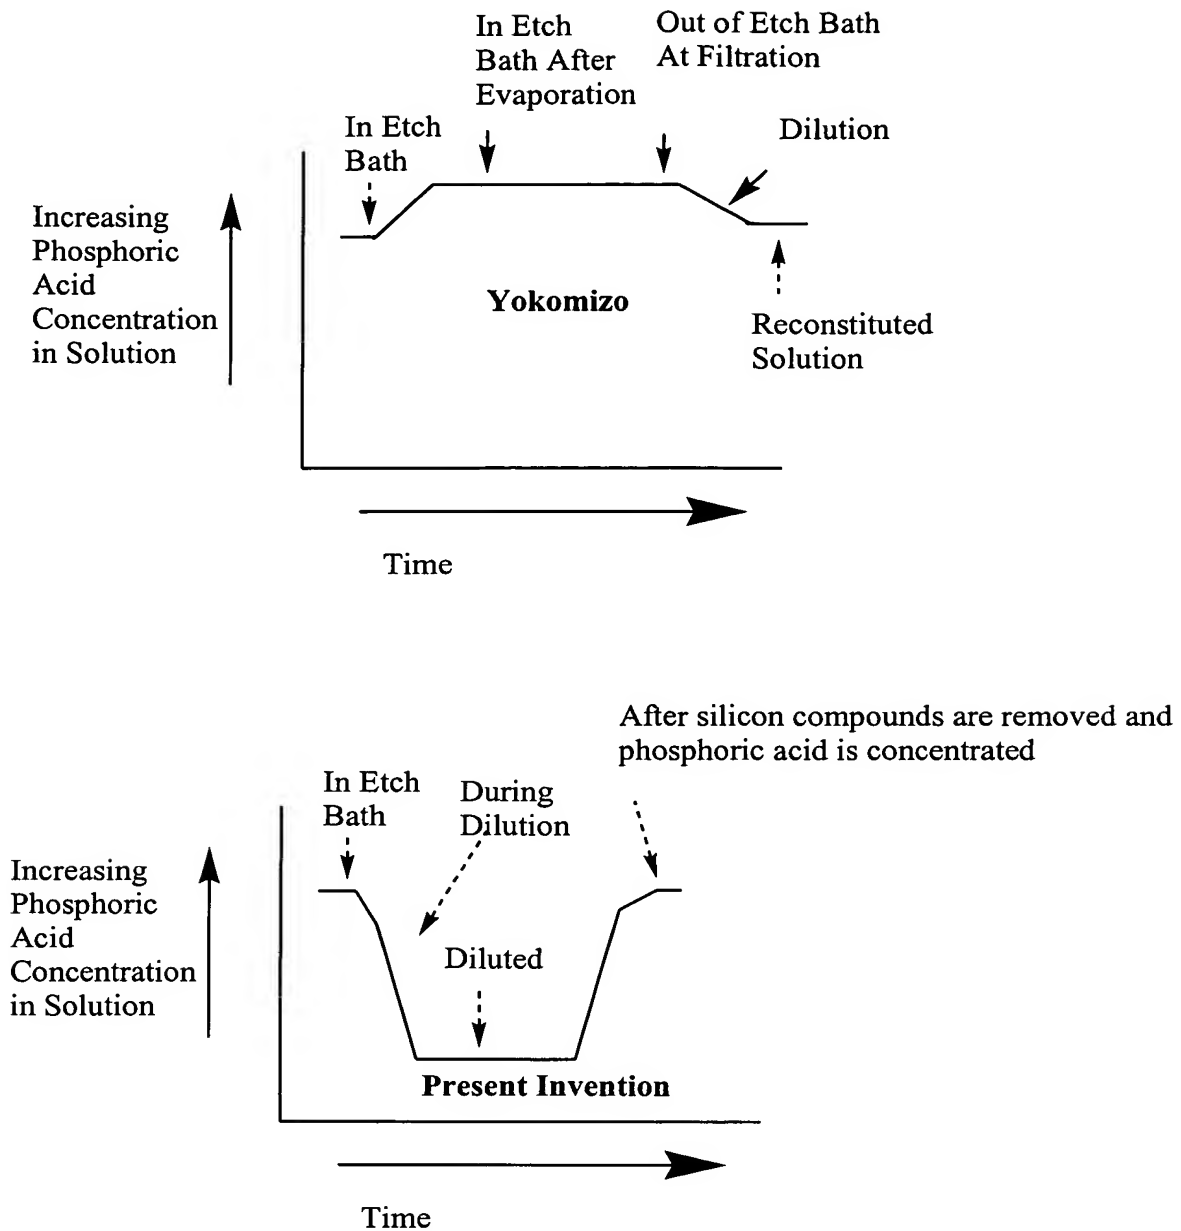 In Etch
Bath After
Evaporation
Out of Etch Bath
At Filtration
In Etch
Bath
Dilution
Increasing
Phosphoric
Acid
Concentration
in Solution
Yokomizo
Reconstituted
Solution
Time
After silicon compounds are removed and
phosphoric acid is concentrated
In Etch
Bath
During
Dilution
Increasing
Phosphoric
Acid
Concentration
in Solution
Diluted
Present Invention
Time